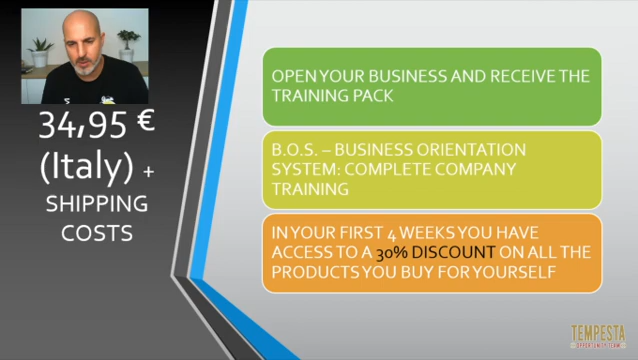 34,95 €
(Italy) +
SHIPPING
COSTS
OPEN YOUR BUSINESS AND RECEIVE THE
TRAINING PACK
B.O.S. – BUSINESS ORIENTATION
SYSTEM: COMPLETE COMPANY
TRAINING
IN YOUR FIRST 4 WEEKS YOU HAVE
ACCESS TO A 30% DISCOUNT ON ALL THE
PRODUCTS YOU BUY FOR YOURSELF
TEMPESTA
OPPORTUNITY TEAM